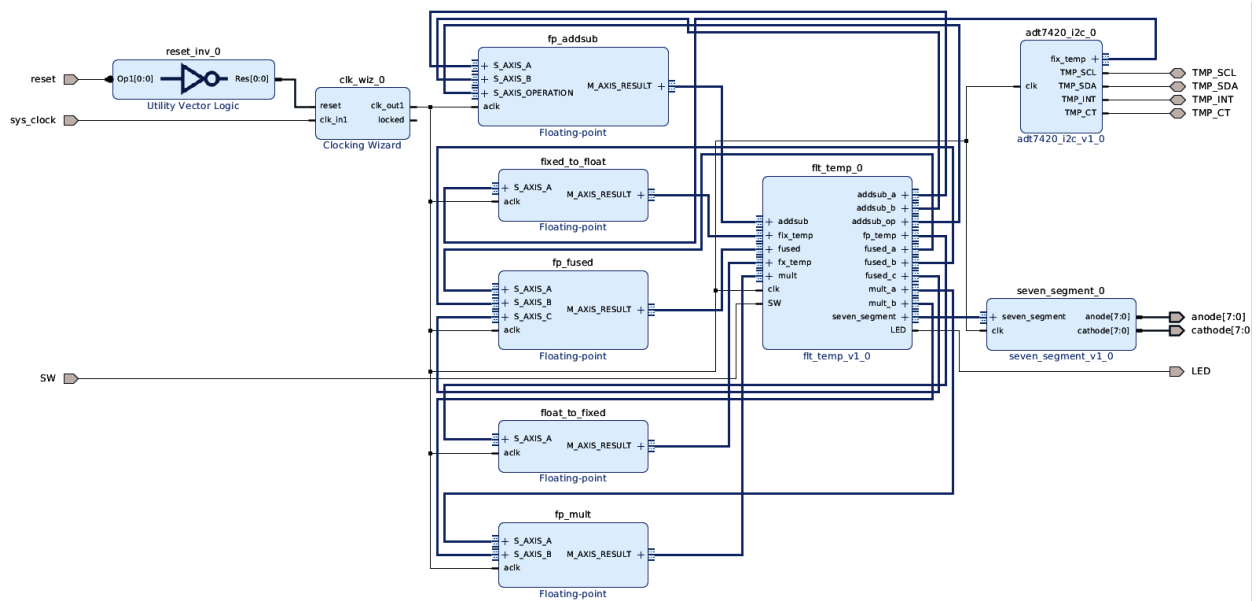 reset
sys_clock
SW
reset_inv_0
Op1[0:0]
Res[0:0]
Utility Vector Logic
clk_wiz_0
reset
clk_in1
clk_out1
locked
Clocking Wizard
fp_addsub
S_AXIS_A
S_AXIS_B
S_AXIS_OPERATION
aclk
M_AXIS_RESULT
Floating-point
fixed_to_float
S_AXIS_A
aclk
M_AXIS_RESULT
Floating-point
fp_fused
S_AXIS_A
S_AXIS_B
S_AXIS_C
aclk
M_AXIS_RESULT
Floating-point
float_to_fixed
S_AXIS_A
aclk
M_AXIS_RESULT
Floating-point
fp_mult
S_AXIS_A
S_AXIS_B
aclk
M_AXIS_RESULT
Floating-point
flt_temp_0
addsub
fix_temp
fused
fx_temp
mult
clk
SW
addsub_a
addsub_b
addsub_op
fp_temp
fused_a
fused_b
fused_c
mult_a
mult_b
seven_segment
LED
flt_temp_v1_0
adt7420_i2c_0
clk
fix_temp
TMP_SCL
TMP_SDA
TMP_INT
TMP_CT
adt7420_i2c_v1_0
TMP_SCL
TMP_SDA
TMP_INT
TMP_CT
seven_segment_0
seven_segment
clk
anode[7:0]
cathode[7:0]
seven_segment_v1_0
anode[7:0]
cathode[7:0
LED